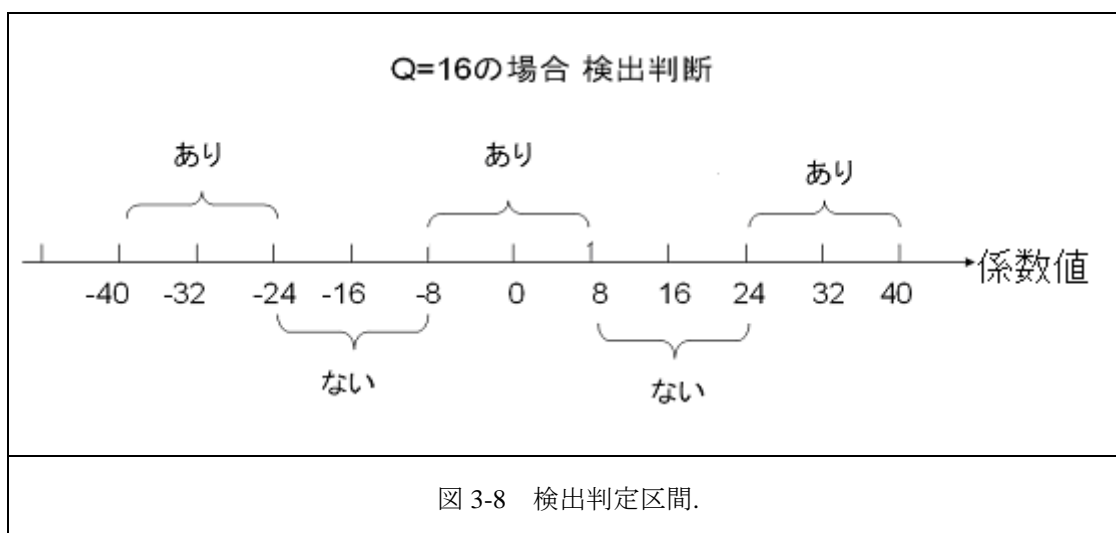 Q=16の場合 検出判断
あり あり あり
係数値
-40 -32 -24 -16 -8 0 8 16 24 32 40
ない ない
図 3-8 検出判定区間.